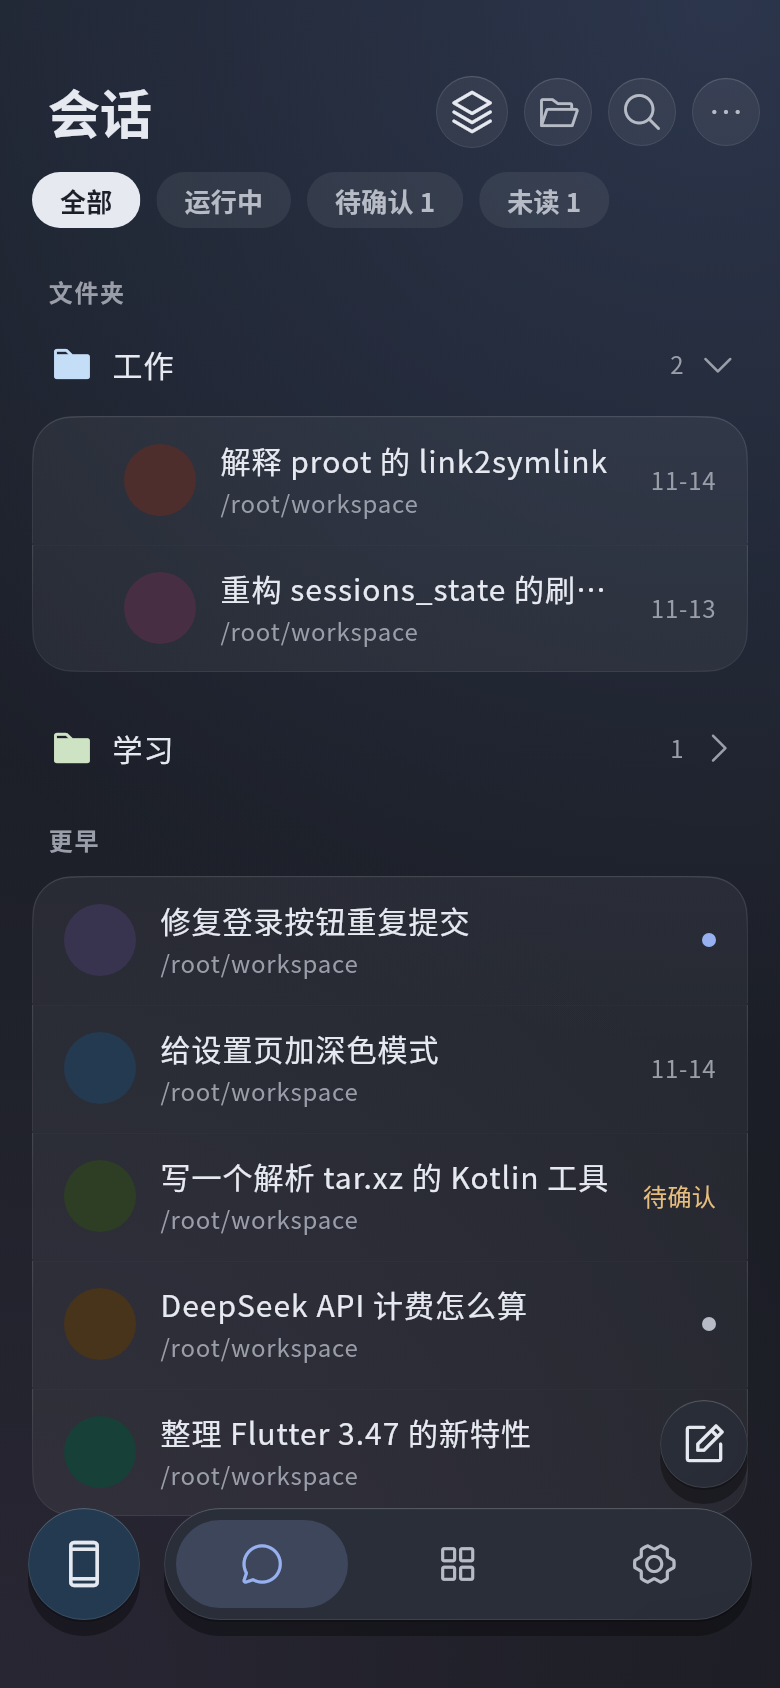 会话
全部
运行中
待确认 1
未读 1
文件夹
工作
2
解释 proot 的 link2symlink
/root/workspace
11-14
重构 sessions_state 的刷…
/root/workspace
11-13
学习
1
更早
修复登录按钮重复提交
/root/workspace
给设置页加深色模式
/root/workspace
11-14
写一个解析 tar.xz 的 Kotlin 工具
/root/workspace
待确认
DeepSeek API 计费怎么算
/root/workspace
整理 Flutter 3.47 的新特性
/root/workspace